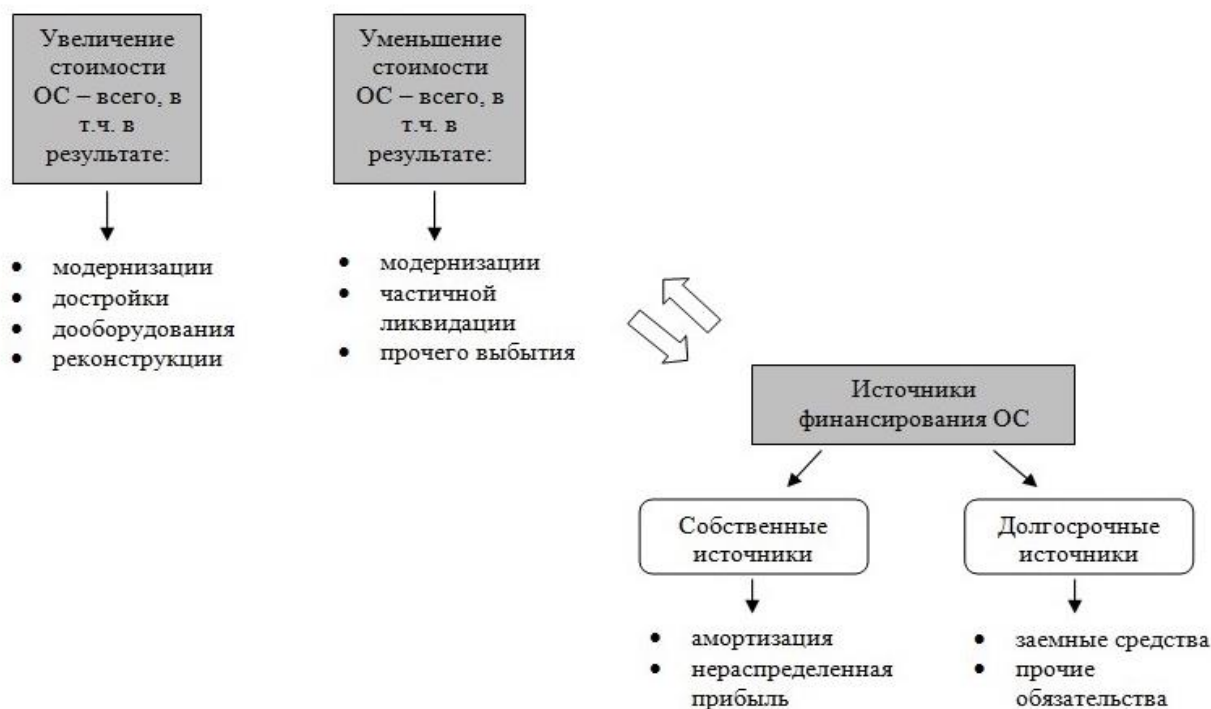 Увеличение
стоимости
ОС – всего, в
т.ч. в
результате:
• модернизации
• достройки
• дооборудования
• реконструкции
Уменьшение
стоимости
ОС – всего, в
т.ч. в
результате:
• модернизации
• частичной
ликвидации
• прочего выбытия
Источники
финансирования ОС
Собственные
источники
• амортизация
• нераспределенная
прибыль
Долгосрочные
источники
• заемные средства
• прочие
обязательства